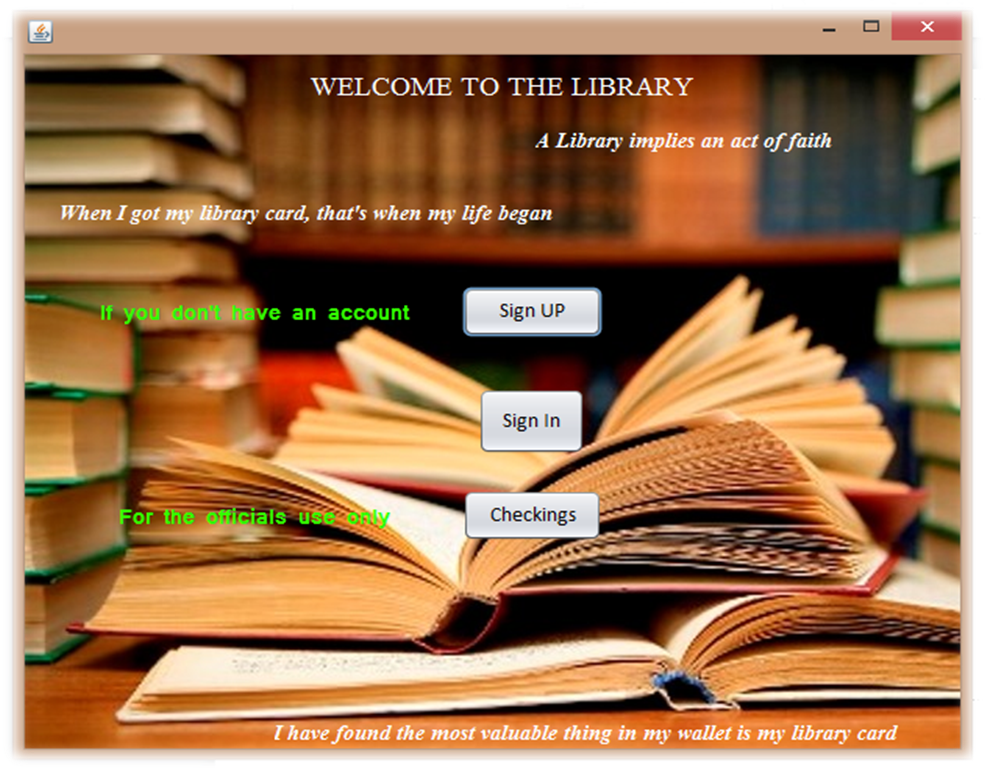 WELCOME TO THE LIBRARY
A Library implies an act of faith
When I got my library card, that's when my life began
If you don't have an account
Sign UP
Sign In
For the officials use only
Checkings
I have found the most valuable thing in my wallet is my library card